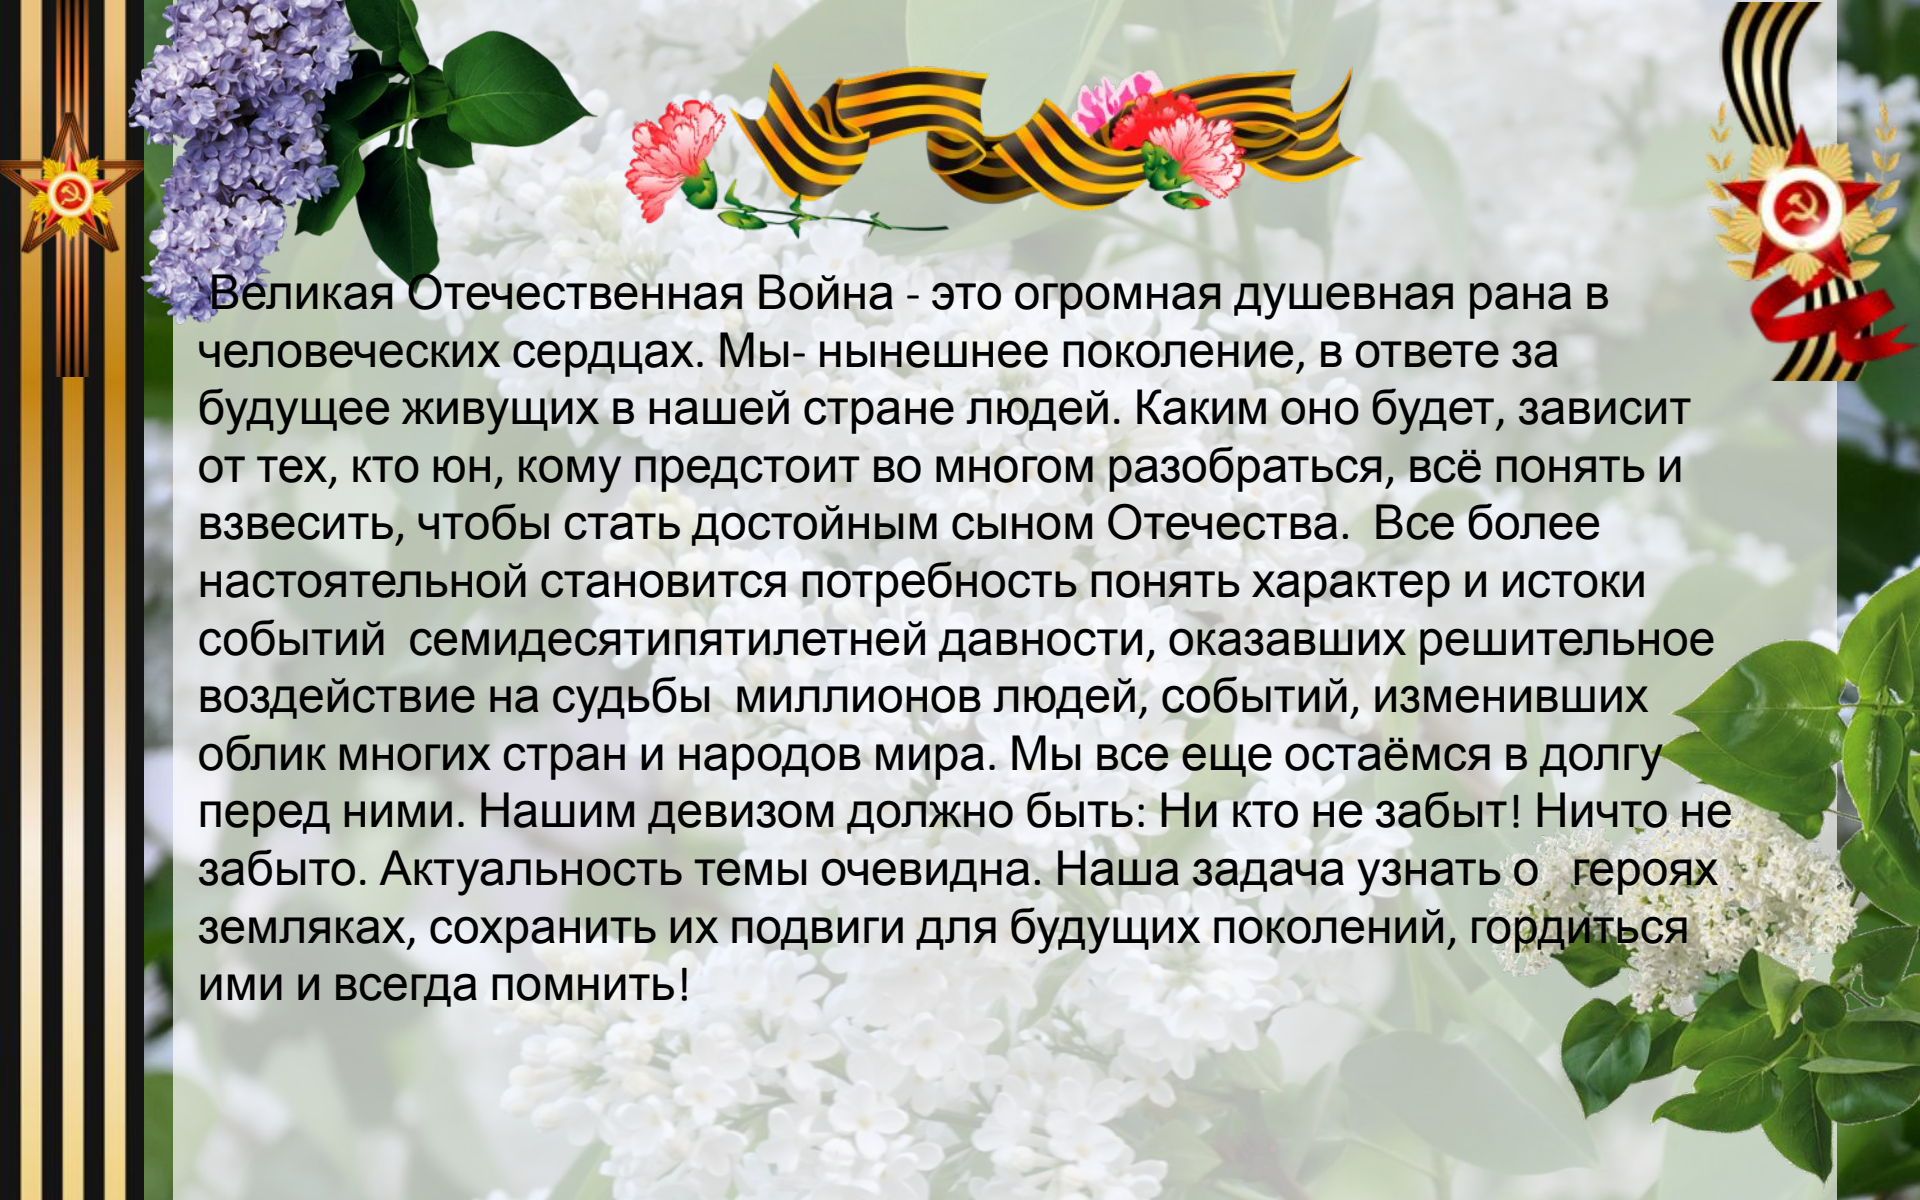 Великая Отечественная Война - это огромная душевная рана в
человеческих сердцах. Мы- нынешнее поколение, в ответе за
будущее живущих в нашей стране людей. Каким оно будет, зависит
от тех, кто юн, кому предстоит во многом разобраться, всё понять и
взвесить, чтобы стать достойным сыном Отечества.  Все более
настоятельной становится потребность понять характер и истоки
событий  семидесятипятилетней давности, оказавших решительное
воздействие на судьбы  миллионов людей, событий, изменивших
облик многих стран и народов мира. Мы все еще остаёмся в долгу
перед ними. Нашим девизом должно быть: Ни кто не забыт! Ничто не
забыто. Актуальность темы очевидна. Наша задача узнать о   героях
земляках, сохранить их подвиги для будущих поколений, гордиться
ими и всегда помнить!